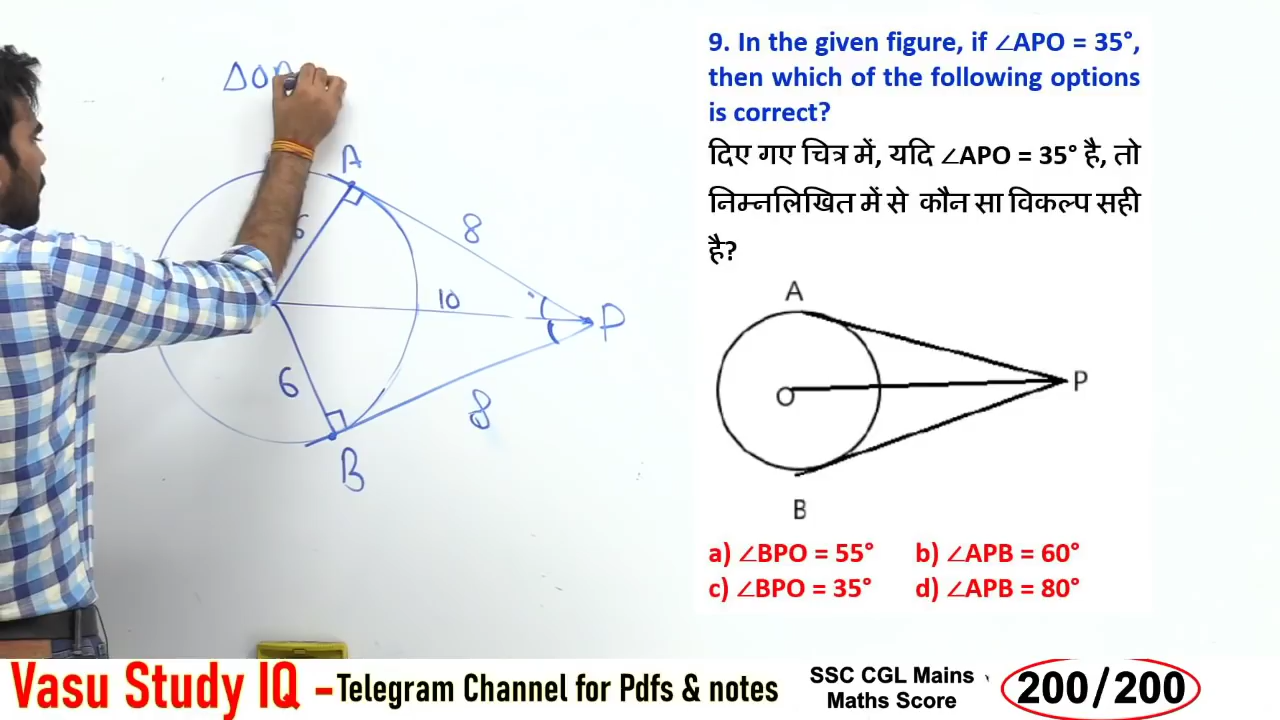 9. In the given figure, if ∠APO = 35°,
then which of the following options
is correct?
दिए गए चित्र में, यदि ∠APO = 35° है, तो
निम्नलिखित में से कौन सा विकल्प सही
है?
A
O
P
B
a) ∠BPO = 55° b) ∠APB = 60°
c) ∠BPO = 35° d) ∠APB = 80°
A
8
6
10
P
6
8
B
Vasu Study IQ – Telegram Channel for Pdfs & notes
SSC CGL Mains
Maths Score
200/200